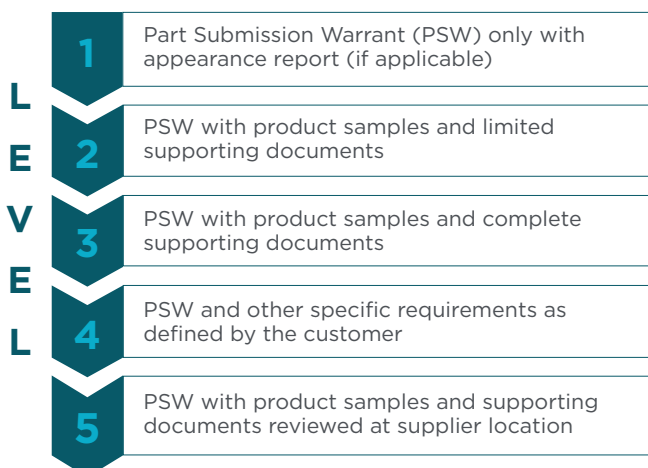 LEVEL
1
Part Submission Warrant (PSW) only with
appearance report (if applicable)
2
PSW with product samples and limited
supporting documents
3
PSW with product samples and complete
supporting documents
4
PSW and other specific requirements as
defined by the customer
5
PSW with product samples and supporting
documents reviewed at supplier location